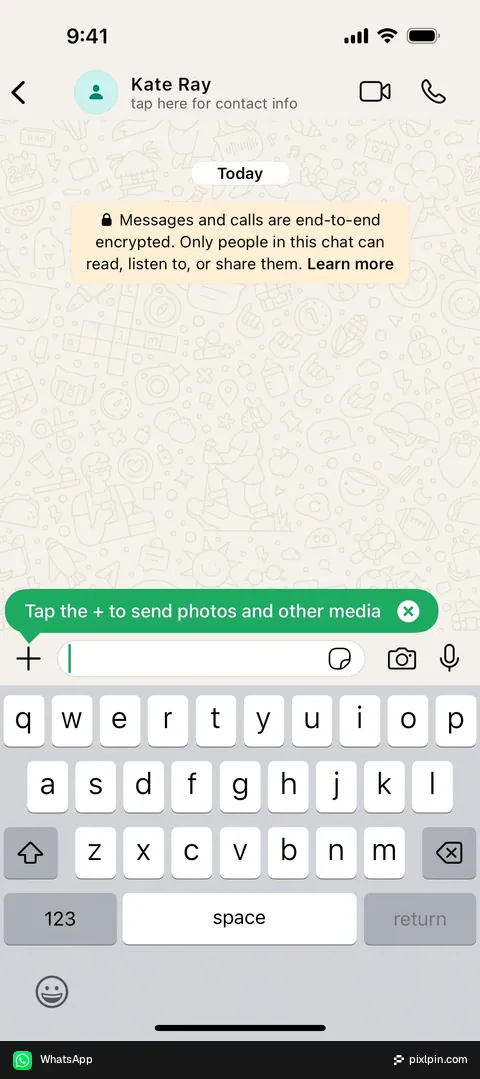 9:41
Kate Ray
tap here for contact info
Today
Messages and calls are end-to-end
encrypted. Only people in this chat can
read, listen to, or share them. Learn more
Tap the + to send photos and other media
q w e r t y u i o p
a s d f g h j k l
z x c v b n m
123 space return
WhatsApp pixlpin.com